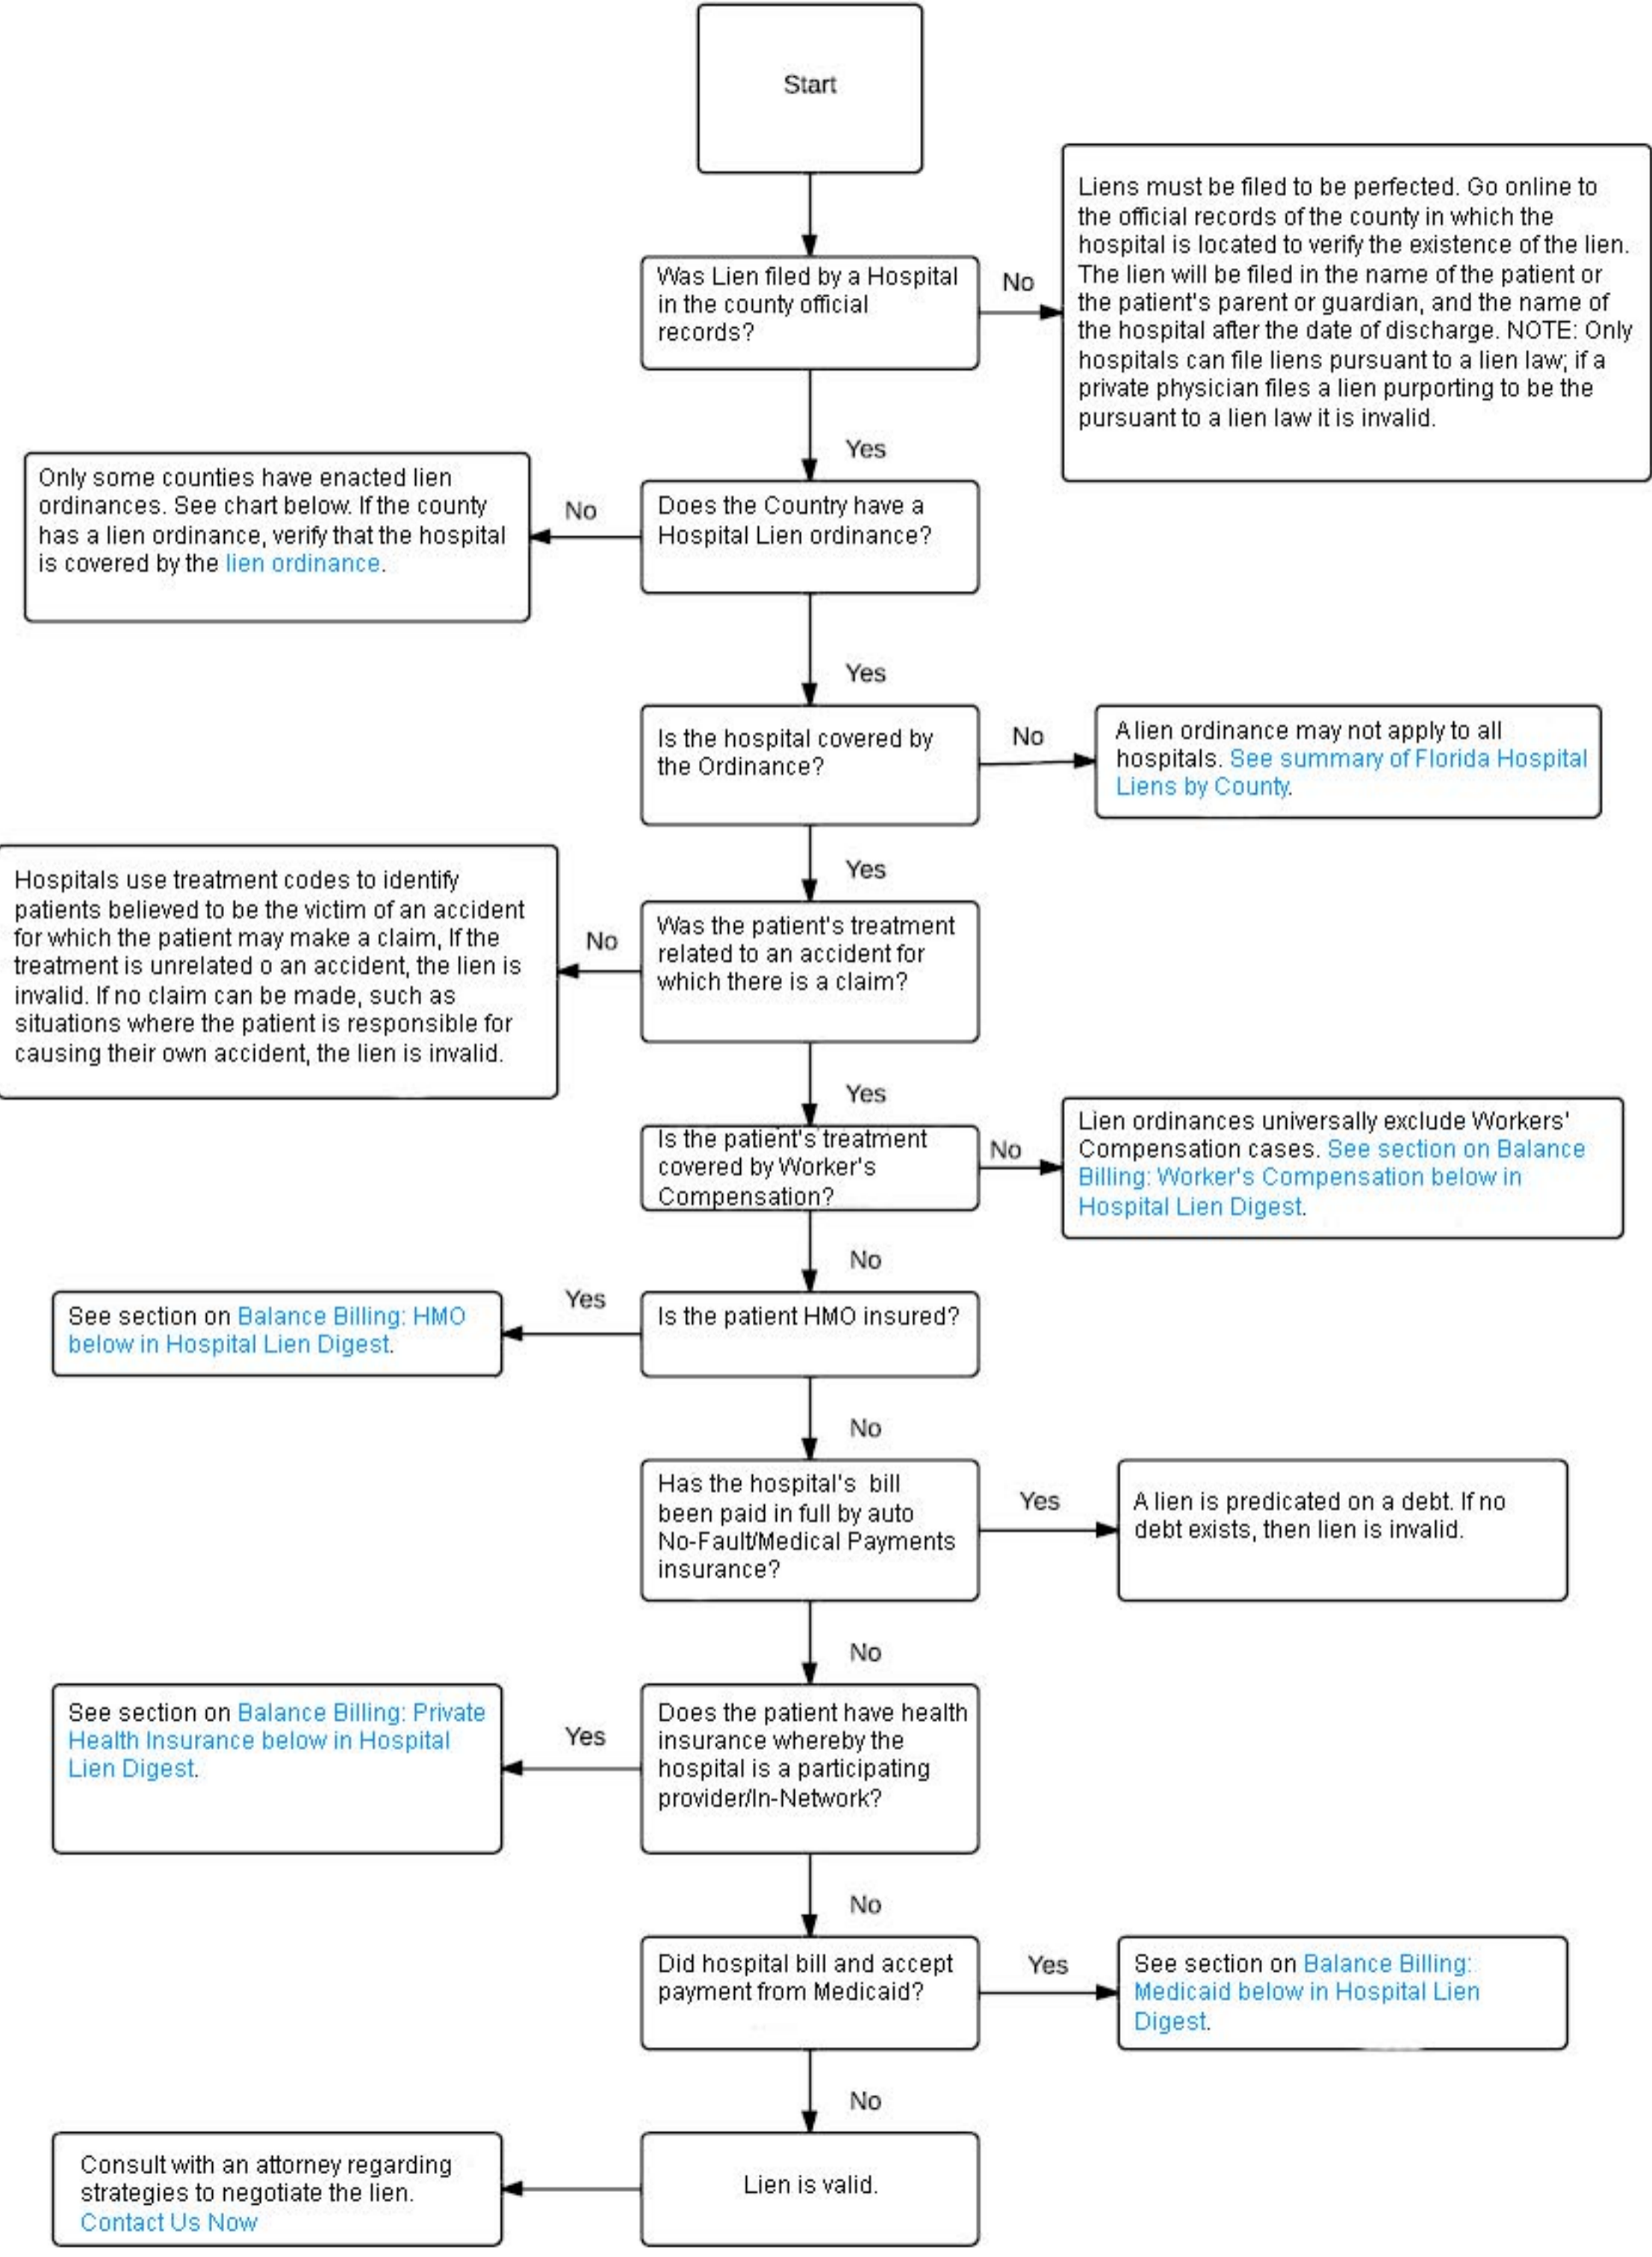 Start
Was Lien filed by a Hospital
in the county official
records?
No
Liens must be filed to be perfected. Go online to
the official records of the county in which the
hospital is located to verify the existence of the lien.
The lien will be filed in the name of the patient or
the patient's parent or guardian, and the name of
the hospital after the date of discharge. NOTE: Only
hospitals can file liens pursuant to a lien law; if a
private physician files a lien purporting to be the
pursuant to a lien law it is invalid.
Yes
Does the Country have a
Hospital Lien ordinance?
No
Only some counties have enacted lien
ordinances. See chart below. If the county
has a lien ordinance, verify that the hospital
is covered by the lien ordinance.
Yes
Is the hospital covered by
the Ordinance?
No
A lien ordinance may not apply to all
hospitals. See summary of Florida Hospital
Liens by County.
Yes
Was the patient's treatment
related to an accident for
which there is a claim?
No
Hospitals use treatment codes to identify
patients believed to be the victim of an accident
for which the patient may make a claim, If the
treatment is unrelated o an accident, the lien is
invalid. If no claim can be made, such as
situations where the patient is responsible for
causing their own accident, the lien is invalid.
Yes
Is the patient's treatment
covered by Worker's
Compensation?
No
Lien ordinances universally exclude Workers'
Compensation cases. See section on Balance
Billing: Worker's Compensation below in
Hospital Lien Digest.
No
Is the patient HMO insured?
Yes
See section on Balance Billing: HMO
below in Hospital Lien Digest.
No
Has the hospital's bill
been paid in full by auto
No-Fault/Medical Payments
insurance?
Yes
A lien is predicated on a debt. If no
debt exists, then lien is invalid.
No
Does the patient have health
insurance whereby the
hospital is a participating
provider/In-Network?
Yes
See section on Balance Billing: Private
Health Insurance below in Hospital
Lien Digest.
No
Did hospital bill and accept
payment from Medicaid?
Yes
See section on Balance Billing:
Medicaid below in Hospital Lien
Digest.
No
Lien is valid.
Consult with an attorney regarding
strategies to negotiate the lien.
Contact Us Now